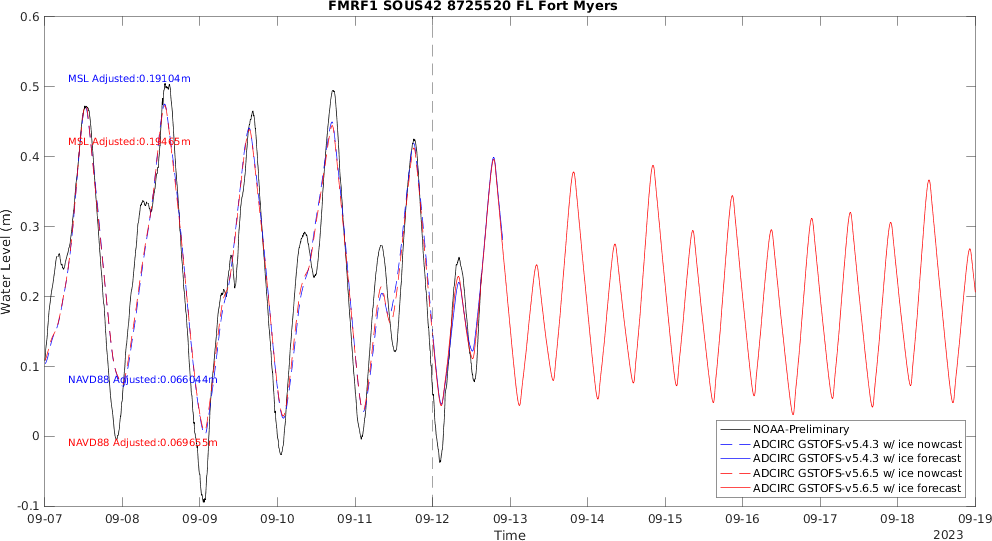 FMRF1 SOUS42 8725520 FL Fort Myers
0.6
0.5
0.4
0.3
0.2
0.1
0
-0.1
Water Level (m)
MSL Adjusted:0.19104m
MSL Adjusted:0.19465m
NAVD88 Adjusted:0.066044m
NAVD88 Adjusted:0.069655m
NOAA-Preliminary
ADCIRC GSTOFS-v5.4.3 w/ ice nowcast
ADCIRC GSTOFS-v5.4.3 w/ ice forecast
ADCIRC GSTOFS-v5.6.5 w/ ice nowcast
ADCIRC GSTOFS-v5.6.5 w/ ice forecast
09-07 09-08 09-09 09-10 09-11 09-12 09-13 09-14 09-15 09-16 09-17 09-18 09-19
Time
2023